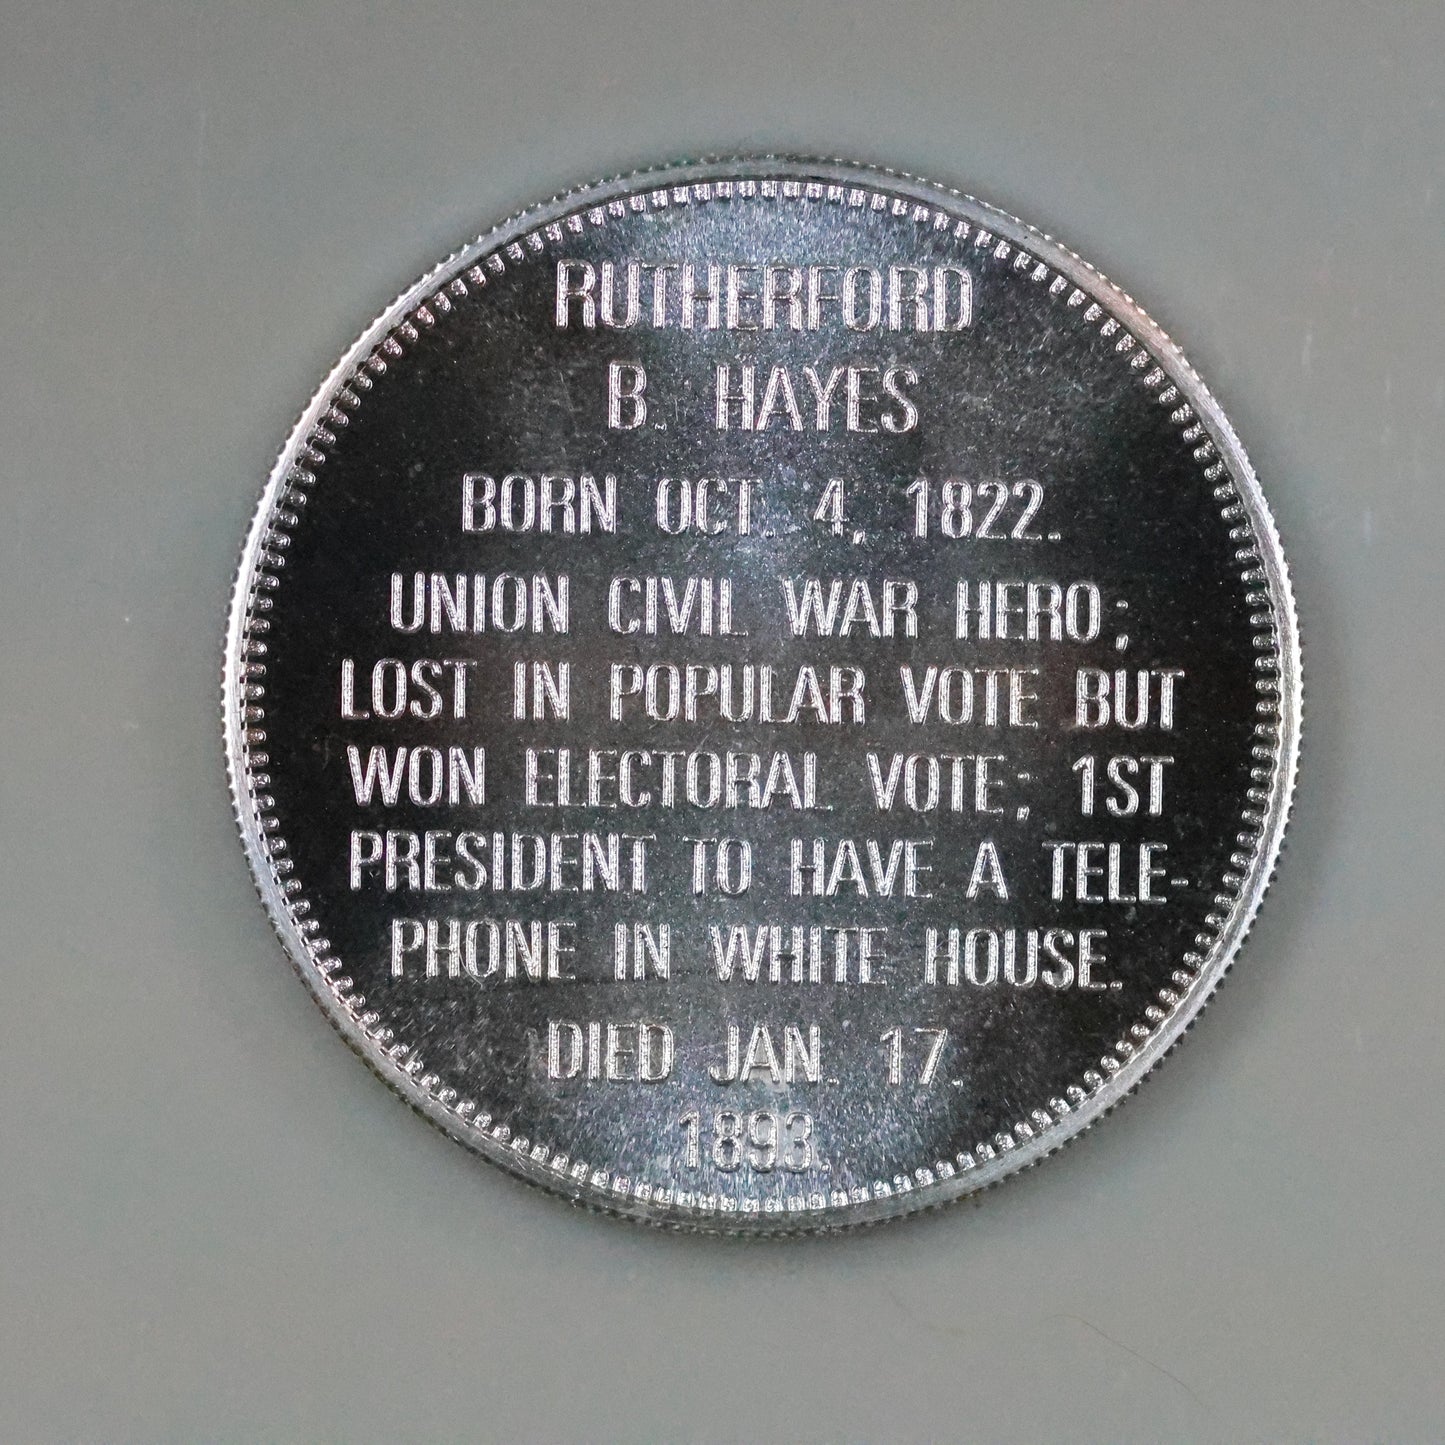 RUTHERFORD
B. HAYES
BORN OCT. 4, 1822.
UNION CIVIL WAR HERO;
LOST IN POPULAR VOTE BUT
WON ELECTORAL VOTE; 1ST
PRESIDENT TO HAVE A TELE-
PHONE IN WHITE HOUSE.
DIED JAN. 17.
1893.